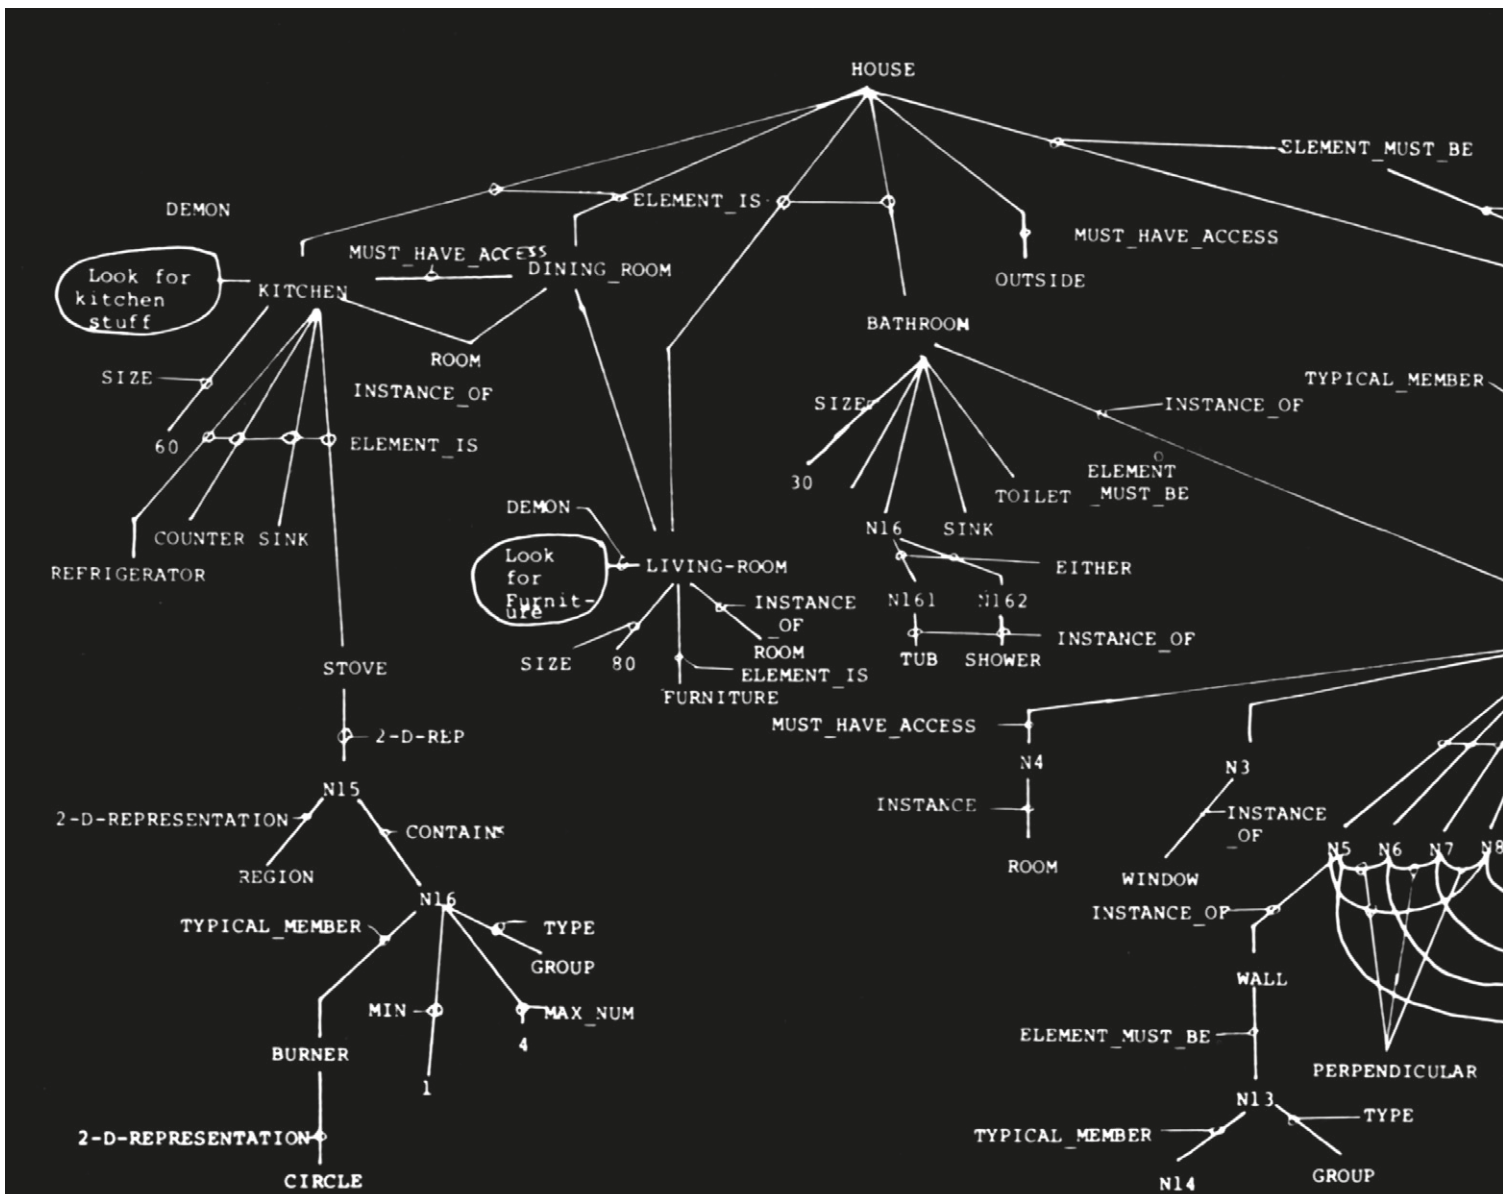 HOUSE
ELEMENT_MUST_BE
DEMON
ELEMENT_IS
MUST_HAVE_ACCESS
MUST_HAVE_ACCESS
Look for
kitchen
stuff
KITCHEN
DINING_ROOM
OUTSIDE
BATHROOM
ROOM
SIZE
INSTANCE_OF
TYPICAL_MEMBER
SIZE
INSTANCE_OF
60
ELEMENT_IS
30
TOILET
ELEMENT
_MUST_BE
DEMON
N16
SINK
COUNTER
SINK
REFRIGERATOR
Look
for
Furnit-
ure
LIVING-ROOM
EITHER
INSTANCE
_OF
N161
N162
ROOM
INSTANCE_OF
SIZE
80
TUB
SHOWER
STOVE
ELEMENT_IS
FURNITURE
MUST_HAVE_ACCESS
2-D-REP
N4
N3
N15
INSTANCE
INSTANCE
_OF
2-D-REPRESENTATION
CONTAINS
N5
N6
N7
N8
REGION
ROOM
WINDOW
N16
INSTANCE_OF
TYPICAL_MEMBER
TYPE
GROUP
WALL
MIN
MAX_NUM
ELEMENT_MUST_BE
4
BURNER
PERPENDICULAR
1
N13
TYPE
2-D-REPRESENTATION
TYPICAL_MEMBER
CIRCLE
N14
GROUP